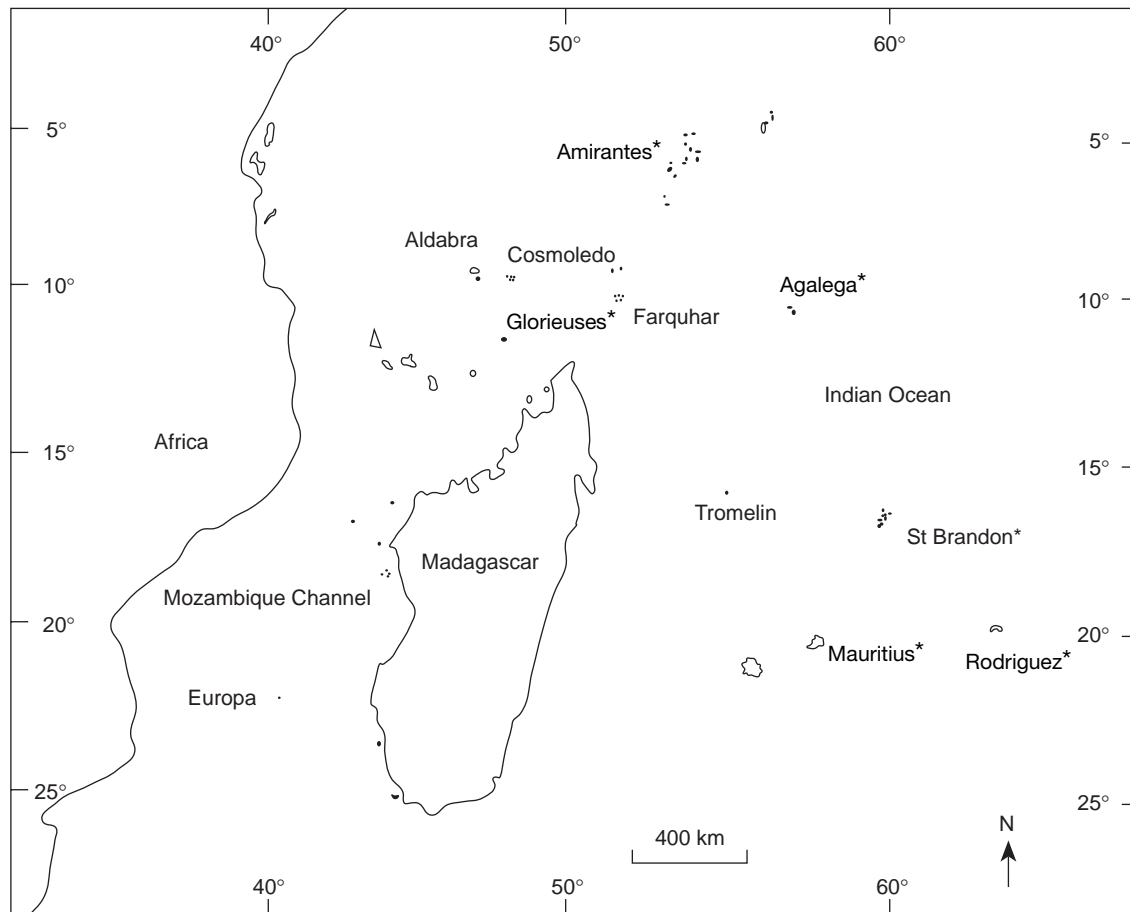 40° 50° 60°
5° 5°
Amirantes*
Aldabra
Cosmoledo
10° Agalega* 10°
Glorieuses* Farquhar
Indian Ocean
Africa
15° 15°
Tromelin
St Brandon*
Madagascar
Mozambique Channel
20° 20°
Mauritius* Rodriguez*
Europa
25° 25°
400 km
N
40° 50° 60°